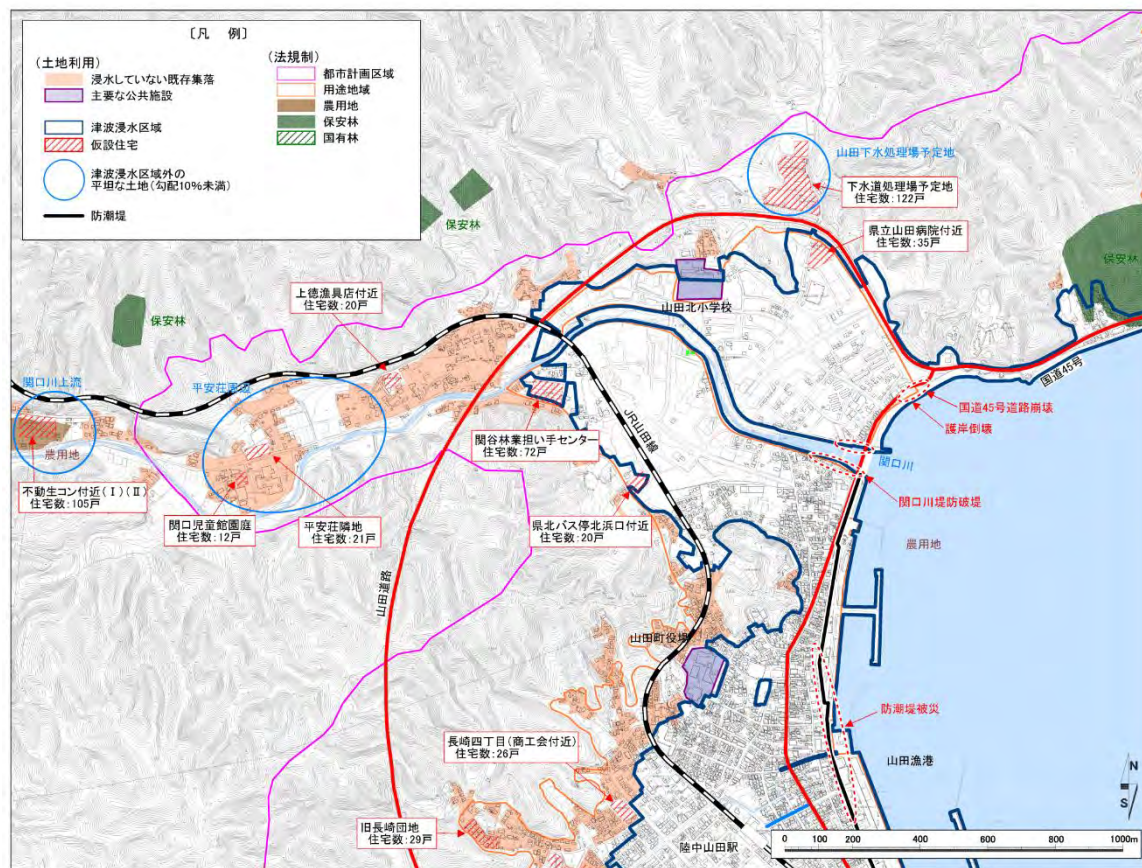 〔凡 例〕
(土地利用)
浸水していない既存集落
主要な公共施設
津波浸水区域
仮設住宅
津波浸水区域外の
平坦な土地(勾配10%未満)
防潮堤
(法規制)
都市計画区域
用途地域
農用地
保安林
国有林
山田下水処理場予定地
下水道処理場予定地
住宅数:122戸
県立山田病院付近
住宅数:35戸
保安林
保安林
保安林
上徳漁具店付近
住宅数:20戸
山田北小学校
国道45号
関口川上流
平安荘周辺
国道45号道路崩壊
護岸倒壊
JR山田線
関谷林業担い手センター
住宅数:72戸
農用地
関口川
不動生コン付近(Ⅰ)(Ⅱ)
住宅数:105戸
関口川堤防破堤
関口児童館園庭
住宅数:12戸
平安荘隣地
住宅数:21戸
県北バス停北浜口付近
住宅数:20戸
農用地
山田道路
山田町役場
防潮堤被災
長崎四丁目(商工会付近)
住宅数:26戸
山田漁港
N
S
旧長崎団地
住宅数:29戸
陸中山田駅
0 200 400 600 800 1000m